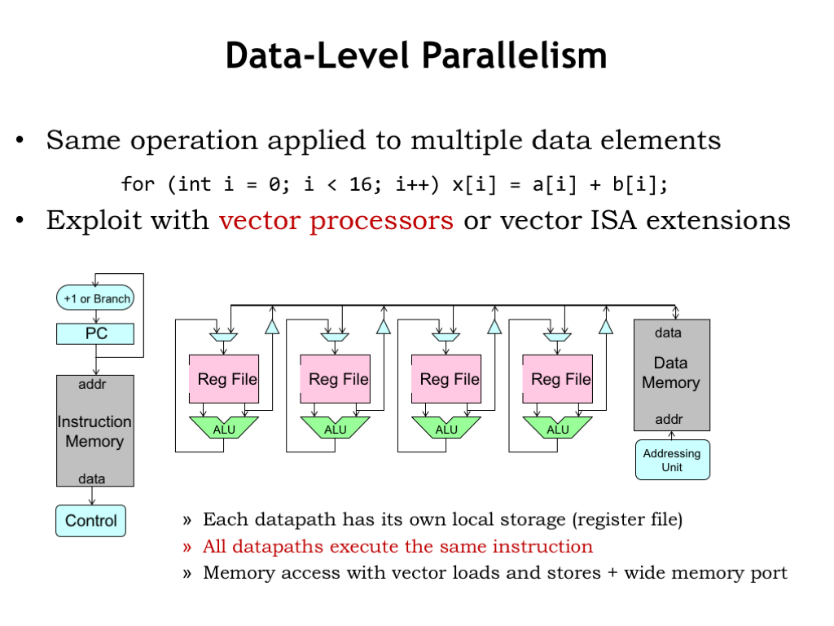 Data-Level Parallelism
• Same operation applied to multiple data elements
for (int i = 0; i < 16; i++) x[i] = a[i] + b[i];
• Exploit with vector processors or vector ISA extensions
+1 or Branch
PC
addr
Instruction
Memory
data
Control
Reg File
ALU
Reg File
ALU
Reg File
ALU
Reg File
ALU
data
Data
Memory
addr
Addressing
Unit
» Each datapath has its own local storage (register file)
» All datapaths execute the same instruction
» Memory access with vector loads and stores + wide memory port